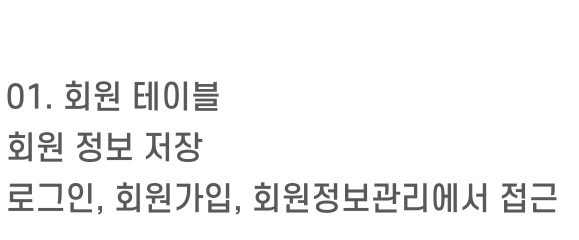 01. 회원 테이블
회원 정보 저장
로그인, 회원가입, 회원정보관리에서 접근